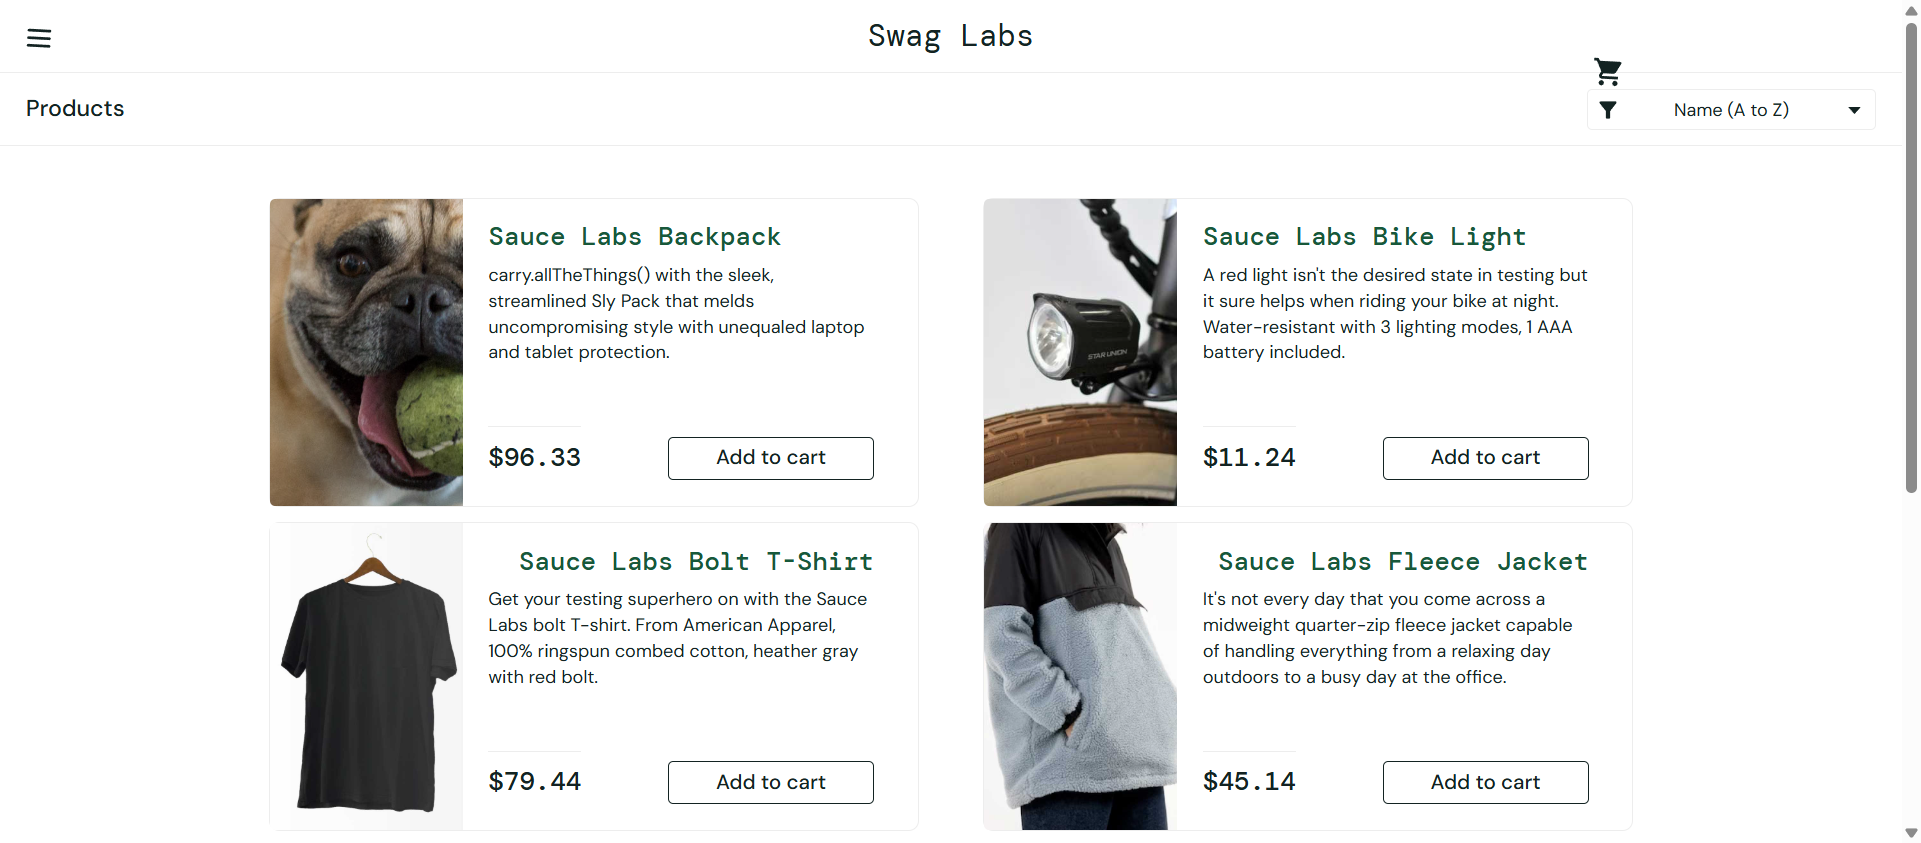 Swag Labs
Products
Name (A to Z)
Sauce Labs Backpack
carry.allTheThings() with the sleek,
streamlined Sly Pack that melds
uncompromising style with unequaled laptop
and tablet protection.
$96.33
Add to cart
Sauce Labs Bike Light
A red light isn't the desired state in testing but
it sure helps when riding your bike at night.
Water-resistant with 3 lighting modes, 1 AAA
battery included.
STAR UNION
$11.24
Add to cart
Sauce Labs Bolt T-Shirt
Get your testing superhero on with the Sauce
Labs bolt T-shirt. From American Apparel,
100% ringspun combed cotton, heather gray
with red bolt.
$79.44
Add to cart
Sauce Labs Fleece Jacket
It's not every day that you come across a
midweight quarter-zip fleece jacket capable
of handling everything from a relaxing day
outdoors to a busy day at the office.
$45.14
Add to cart